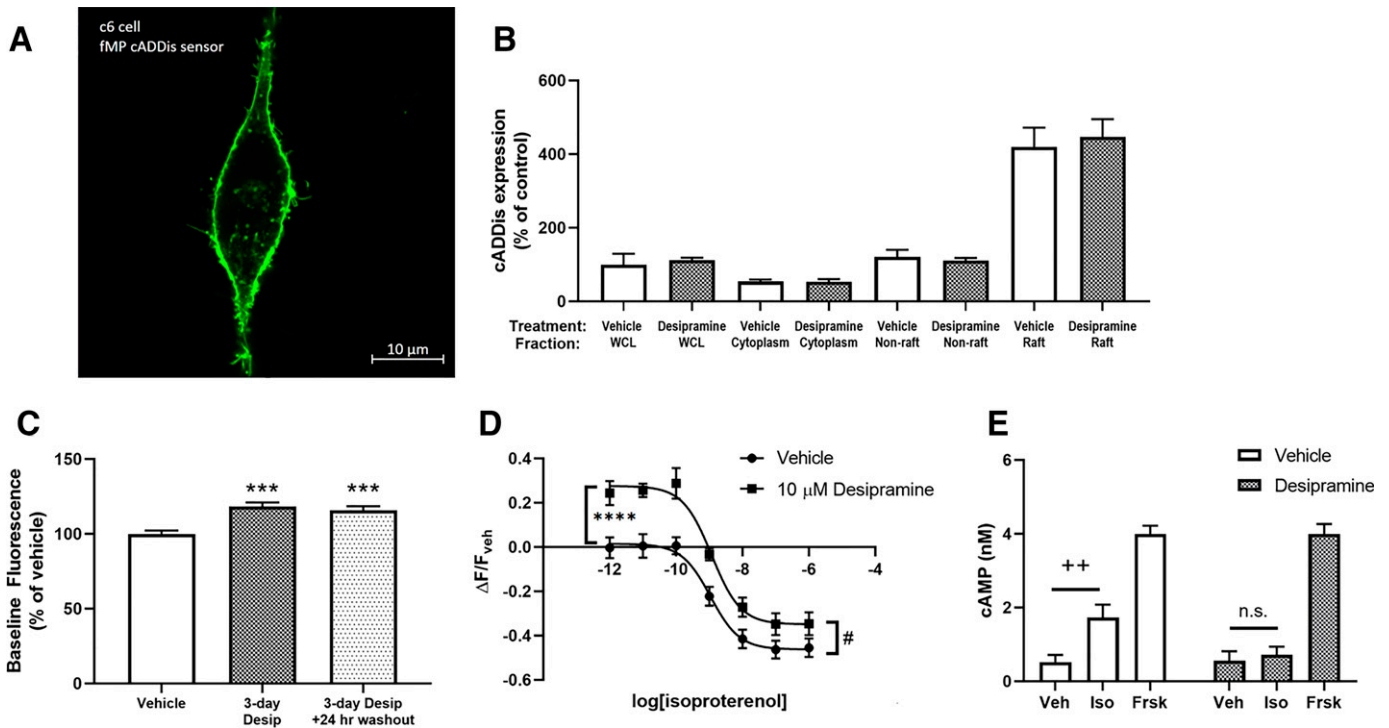 A
c6 cell
fMP cADDis sensor
10 µm
B
cADDis expression
(% of control)
600
400
200
0
Treatment: Vehicle Desipramine Vehicle Desipramine Vehicle Desipramine Vehicle Desipramine
Fraction: WCL WCL Cytoplasm Cytoplasm Non-raft Non-raft Raft Raft
C
Baseline Fluorescence
(% of vehicle)
150
100
50
0
*** ***
Vehicle 3-day 3-day Desip
Desip +24 hr washout
D
Vehicle
10 µM Desipramine
ΔF/Fveh
0.4
0.2
0.0
-0.2
-0.4
-0.6
-12 -10 -8 -6 -4
****
#
log[isoproterenol]
E
Vehicle
Desipramine
cAMP (nM)
6
4
2
0
++
n.s.
Veh Iso Frsk Veh Iso Frsk